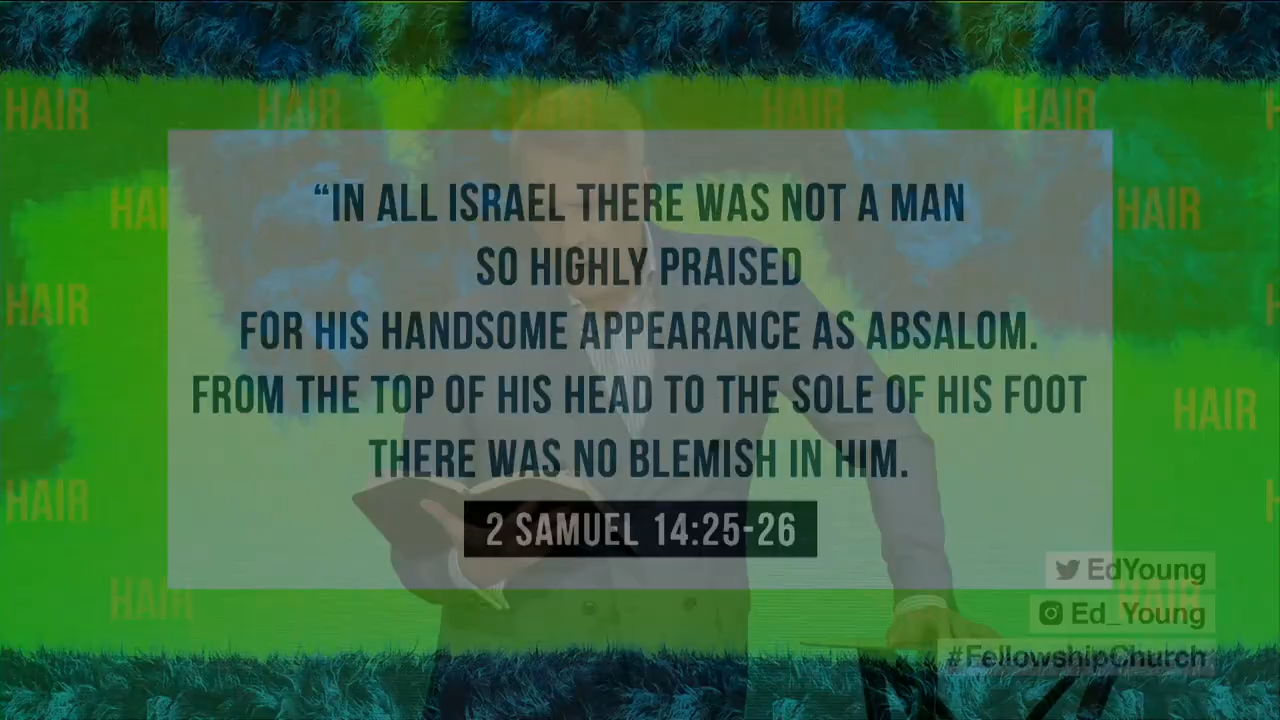 HAIR HAIR HAIR HAIR HAIR
“IN ALL ISRAEL THERE WAS NOT A MAN
HAIR HAIR
SO HIGHLY PRAISED
FOR HIS HANDSOME APPEARANCE AS ABSALOM.
HAIR
FROM THE TOP OF HIS HEAD TO THE SOLE OF HIS FOOT
HAIR
THERE WAS NO BLEMISH IN HIM.
HAIR
2 SAMUEL 14:25-26
EdYoung
HAIR HAIR
Ed_Young
#FellowshipChurch